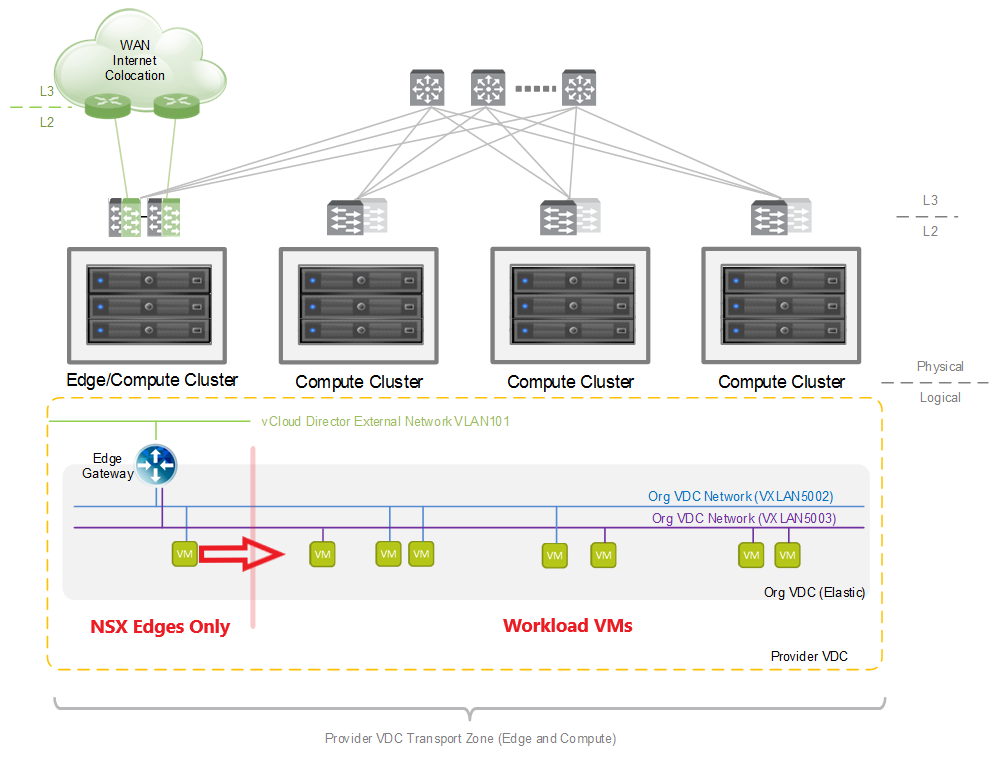 WAN
Internet
Colocation
L3
L2
L3
L2
Edge/Compute Cluster
Compute Cluster
Compute Cluster
Compute Cluster
Physical
Logical
vCloud Director External Network VLAN101
Edge
Gateway
Org VDC Network (VXLAN5002)
Org VDC Network (VXLAN5003)
VM
VM
VM
VM
VM
VM
VM
VM
Org VDC (Elastic)
NSX Edges Only
Workload VMs
Provider VDC
Provider VDC Transport Zone (Edge and Compute)